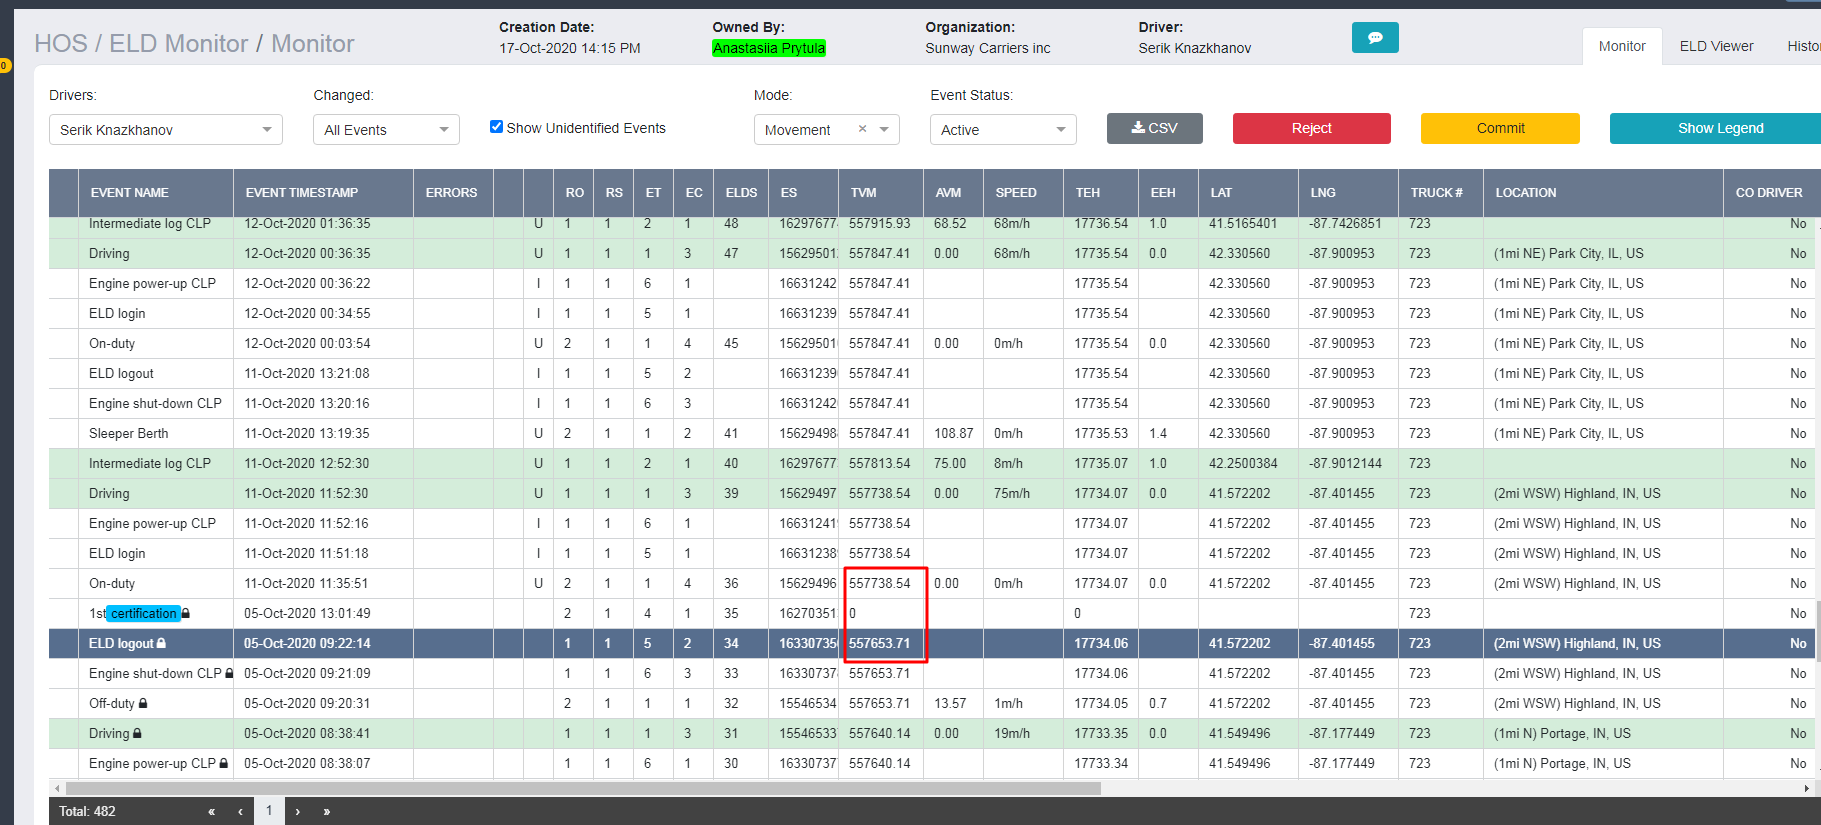 Creation Date: Owned By: Organization: Driver:
HOS / ELD Monitor / Monitor 17-Oct-2020 14:15 PM Anastasiia Prytula Sunway Carriers inc Serik Knazkhanov Monitor ELD Viewer Histo
0
Drivers: Changed: Mode: Event Status:
Serik Knazkhanov All Events Show Unidentified Events Movement × Active CSV Reject Commit Show Legend
EVENT NAME EVENT TIMESTAMP ERRORS RO RS ET EC ELDS ES TVM AVM SPEED TEH EEH LAT LNG TRUCK # LOCATION CO DRIVER
Intermediate log CLP 12-Oct-2020 01:36:35 U 1 1 2 1 48 16297677 557915.93 68.52 68m/h 17736.54 1.0 41.5165401 -87.7426851 723 No
Driving 12-Oct-2020 00:36:35 U 1 1 1 3 47 15629501 557847.41 0.00 68m/h 17735.54 0.0 42.330560 -87.900953 723 (1mi NE) Park City, IL, US No
Engine power-up CLP 12-Oct-2020 00:36:22 I 1 1 6 1 16631242 557847.41 17735.54 42.330560 -87.900953 723 (1mi NE) Park City, IL, US No
ELD login 12-Oct-2020 00:34:55 I 1 1 5 1 16631239 557847.41 17735.54 42.330560 -87.900953 723 (1mi NE) Park City, IL, US No
On-duty 12-Oct-2020 00:03:54 U 2 1 1 4 45 15629501 557847.41 0.00 0m/h 17735.54 0.0 42.330560 -87.900953 723 (1mi NE) Park City, IL, US No
ELD logout 11-Oct-2020 13:21:08 I 1 1 5 2 16631239 557847.41 17735.54 42.330560 -87.900953 723 (1mi NE) Park City, IL, US No
Engine shut-down CLP 11-Oct-2020 13:20:16 I 1 1 6 3 16631242 557847.41 17735.54 42.330560 -87.900953 723 (1mi NE) Park City, IL, US No
Sleeper Berth 11-Oct-2020 13:19:35 U 2 1 1 2 41 15629498 557847.41 108.87 0m/h 17735.53 1.4 42.330560 -87.900953 723 (1mi NE) Park City, IL, US No
Intermediate log CLP 11-Oct-2020 12:52:30 U 1 1 2 1 40 16297677 557813.54 75.00 8m/h 17735.07 1.0 42.2500384 -87.9012144 723 No
Driving 11-Oct-2020 11:52:30 U 1 1 1 3 39 15629497 557738.54 0.00 75m/h 17734.07 0.0 41.572202 -87.401455 723 (2mi WSW) Highland, IN, US No
Engine power-up CLP 11-Oct-2020 11:52:16 I 1 1 6 1 16631241 557738.54 17734.07 41.572202 -87.401455 723 (2mi WSW) Highland, IN, US No
ELD login 11-Oct-2020 11:51:18 I 1 1 5 1 16631238 557738.54 17734.07 41.572202 -87.401455 723 (2mi WSW) Highland, IN, US No
On-duty 11-Oct-2020 11:35:51 U 2 1 1 4 36 15629496 557738.54 0.00 0m/h 17734.07 0.0 41.572202 -87.401455 723 (2mi WSW) Highland, IN, US No
1st certification 05-Oct-2020 13:01:49 2 1 4 1 35 16270351 0 0 723 No
ELD logout 05-Oct-2020 09:22:14 1 1 5 2 34 16330735 557653.71 17734.06 41.572202 -87.401455 723 (2mi WSW) Highland, IN, US No
Engine shut-down CLP 05-Oct-2020 09:21:09 1 1 6 3 33 16330737 557653.71 17734.06 41.572202 -87.401455 723 (2mi WSW) Highland, IN, US No
Off-duty 05-Oct-2020 09:20:31 2 1 1 1 32 15546534 557653.71 13.57 1m/h 17734.05 0.7 41.572202 -87.401455 723 (2mi WSW) Highland, IN, US No
Driving 05-Oct-2020 08:38:41 1 1 1 3 31 15546533 557640.14 0.00 19m/h 17733.35 0.0 41.549496 -87.177449 723 (1mi N) Portage, IN, US No
Engine power-up CLP 05-Oct-2020 08:38:07 1 1 6 1 30 16330737 557640.14 17733.34 41.549496 -87.177449 723 (1mi N) Portage, IN, US No
Total: 482 « ‹ 1 › »